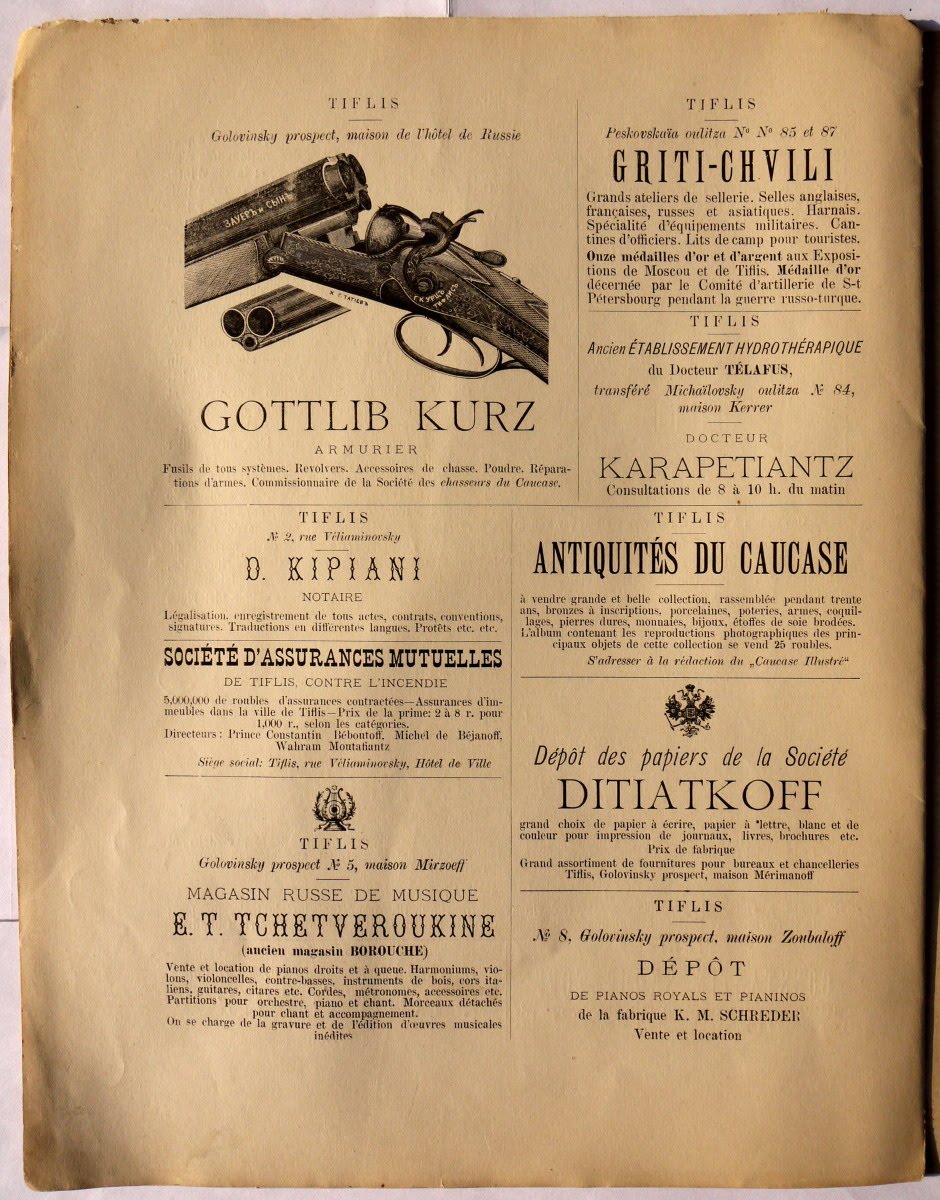 TIFLIS
Golovinsky prospect, maison de l'hôtel de Russie
ЗАУЕРЪ и СЫНЪ
Г. КУРЦЪ
ТИФЛИСЪ
GOTTLIB KURZ
ARMURIER
Fusils de tous systèmes. Revolvers. Accessoires de chasse. Poudre. Répara-
tions d'armes. Commissionnaire de la Société des chasseurs du Caucase.
TIFLIS
Peskovskaïa oulitza Nº Nº 85 et 87
GRITI-CHVILI
Grands ateliers de sellerie. Selles anglaises,
françaises, russes et asiatiques. Harnais.
Spécialité d'équipements militaires. Can-
tines d'officiers. Lits de camp pour touristes.
Onze médailles d'or et d'argent aux Exposi-
tions de Moscou et de Tiflis. Médaille d'or
décernée par le Comité d'artillerie de S-t
Pétersbourg pendant la guerre russo-turque.
TIFLIS
Ancien ÉTABLISSEMENT HYDROTHÉRAPIQUE
du Docteur TÉLAFUS,
transféré Michaïlovsky oulitza № 84,
maison Kerrer
DOCTEUR
KARAPETIANTZ
Consultations de 8 à 10 h. du matin
TIFLIS
№ 2, rue Véliaminovsky
D. KIPIANI
NOTAIRE
Légalisation, enregistrement de tous actes, contrats, conventions,
signatures. Traductions en différentes langues. Protêts etc. etc.
SOCIÉTÉ D'ASSURANCES MUTUELLES
DE TIFLIS, CONTRE L'INCENDIE
5,000,000 de roubles d'assurances contractées—Assurances d'im-
meubles dans la ville de Tiflis—Prix de la prime: 2 à 8 r. pour
1,000 r., selon les catégories.
Directeurs: Prince Constantin Béboutoff, Michel de Béjanoff,
Wahram Moutafiantz
Siège social: Tiflis, rue Véliaminovsky, Hôtel de Ville
TIFLIS
Golovinsky prospect № 5, maison Mirzoeff
MAGASIN RUSSE DE MUSIQUE
E. T. TCHETVEROUKINE
(ancien magasin BOROUCHE)
Vente et location de pianos droits et à queue. Harmoniums, vio-
lons, violoncelles, contre-basses, instruments de bois, cors ita-
liens, guitares, citares etc. Cordes, métronomes, accessoires etc.
Partitions pour orchestre, piano et chant. Morceaux détachés
pour chant et accompagnement.
On se charge de la gravure et de l'édition d'œuvres musicales
inédites
TIFLIS
ANTIQUITÉS DU CAUCASE
à vendre grande et belle collection, rassemblée pendant trente
ans, bronzes à inscriptions, porcelaines, poteries, armes, coquil-
lages, pierres dures, monnaies, bijoux, étoffes de soie brodées.
L'album contenant les reproductions photographiques des prin-
cipaux objets de cette collection se vend 25 roubles.
S'adresser à la rédaction du „Caucase Illustré“
Dépôt des papiers de la Société
DITIATKOFF
grand choix de papier à écrire, papier à lettre, blanc et de
couleur pour impression de journaux, livres, brochures etc.
Prix de fabrique
Grand assortiment de fournitures pour bureaux et chancelleries
Tiflis, Golovinsky prospect, maison Mérimanoff
TIFLIS
№ 8, Golovinsky prospect, maison Zoubaloff
DÉPÔT
DE PIANOS ROYALS ET PIANINOS
de la fabrique K. M. SCHREDER
Vente et location